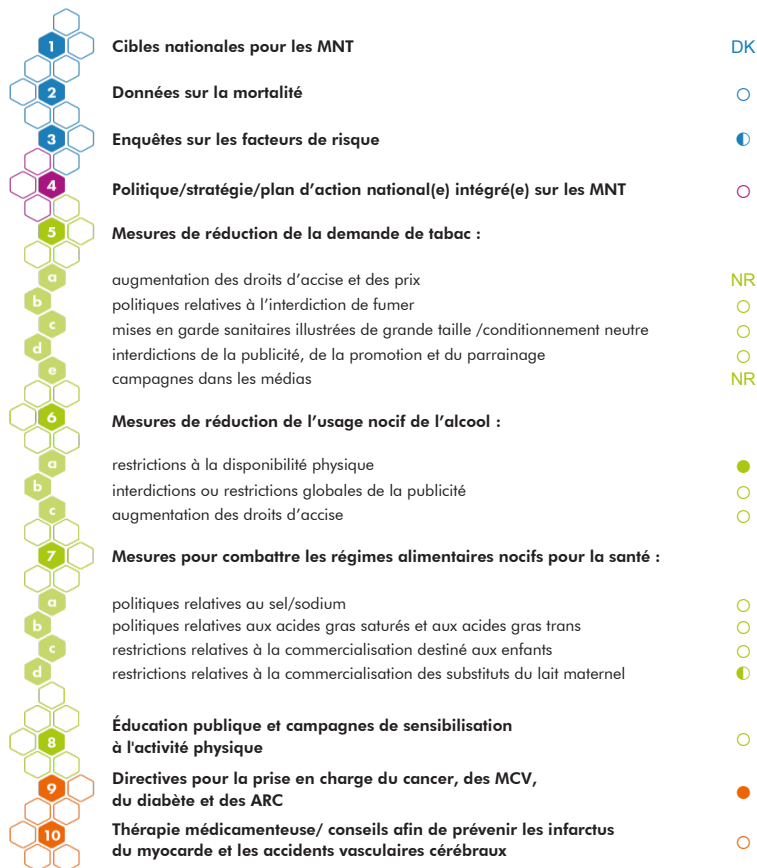 1 Cibles nationales pour les MNT DK
2 Données sur la mortalité ○
3 Enquêtes sur les facteurs de risque ◐
4 Politique/stratégie/plan d'action national(e) intégré(e) sur les MNT ○
5 Mesures de réduction de la demande de tabac :
a augmentation des droits d'accise et des prix NR
b politiques relatives à l'interdiction de fumer ○
c mises en garde sanitaires illustrées de grande taille /conditionnement neutre ○
d interdictions de la publicité, de la promotion et du parrainage ○
e campagnes dans les médias NR
6 Mesures de réduction de l'usage nocif de l'alcool :
a restrictions à la disponibilité physique ●
b interdictions ou restrictions globales de la publicité ○
c augmentation des droits d'accise ○
7 Mesures pour combattre les régimes alimentaires nocifs pour la santé :
a politiques relatives au sel/sodium ○
b politiques relatives aux acides gras saturés et aux acides gras trans ○
c restrictions relatives à la commercialisation destiné aux enfants ○
d restrictions relatives à la commercialisation des substituts du lait maternel ◐
8 Éducation publique et campagnes de sensibilisation
à l'activité physique ○
9 Directives pour la prise en charge du cancer, des MCV,
du diabète et des ARC ●
10 Thérapie médicamenteuse/ conseils afin de prévenir les infarctus
du myocarde et les accidents vasculaires cérébraux ○